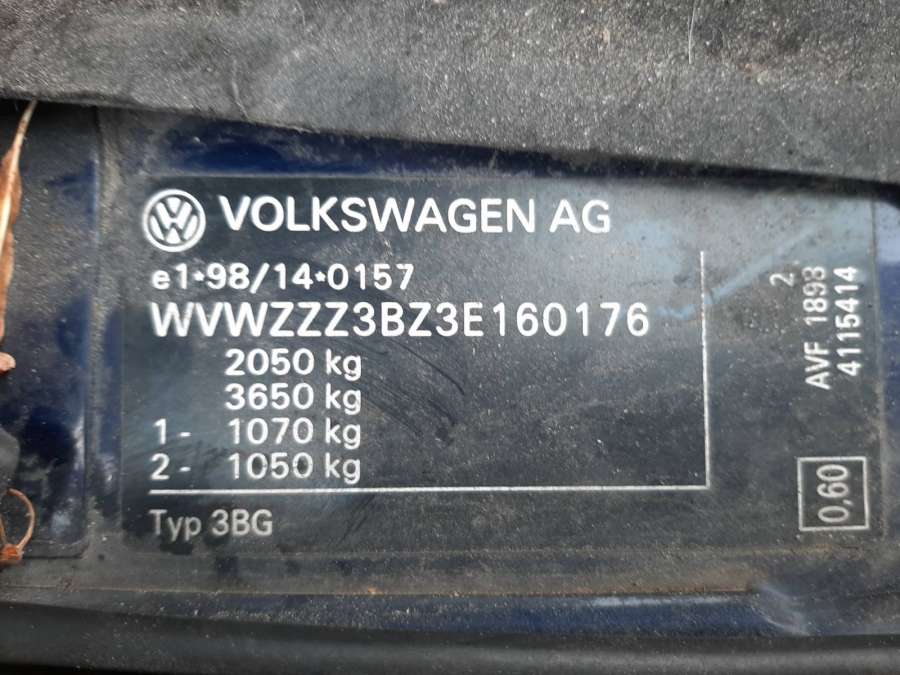 VOLKSWAGEN AG
e1*98/14*0157
WVWZZZ3BZ3E160176
2050 kg
3650 kg
1- 1070 kg
2- 1050 kg
Typ 3BG
2
AVF 1893
4115414
0,60